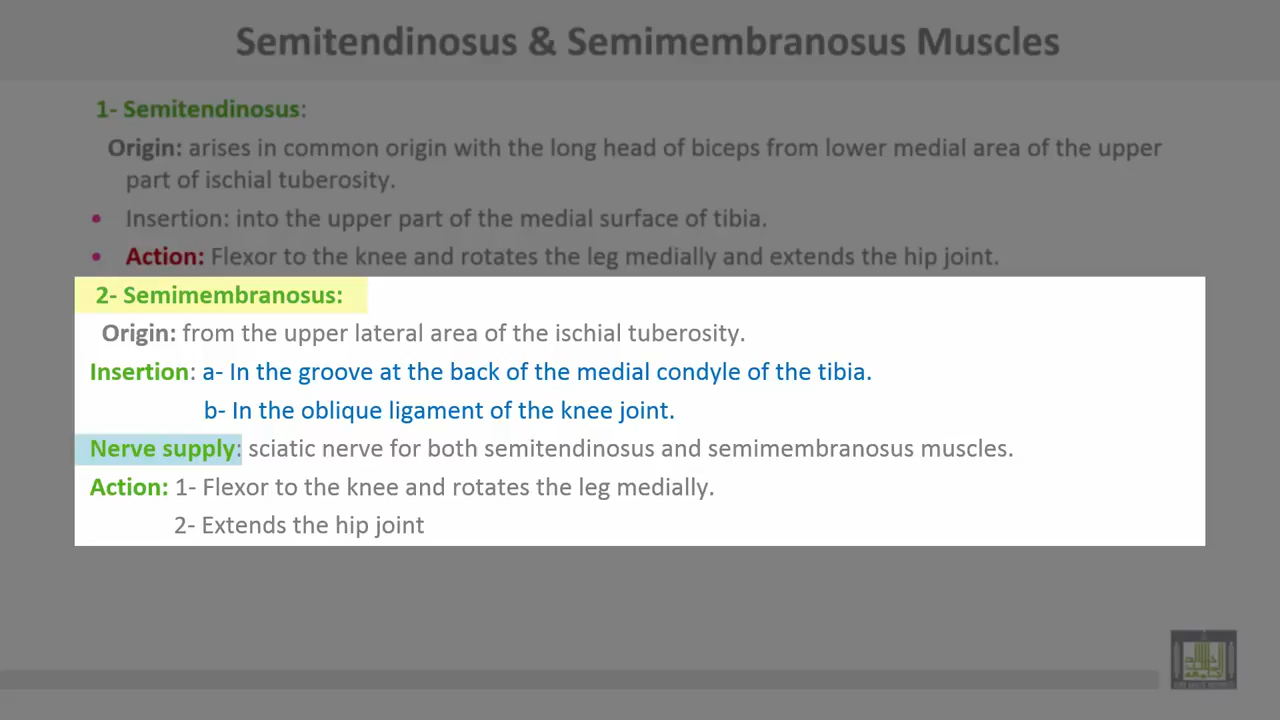 Semitendinosus & Semimembranosus Muscles
1- Semitendinosus:
Origin: arises in common origin with the long head of biceps from lower medial area of the upper
part of ischial tuberosity.
• Insertion: into the upper part of the medial surface of tibia.
• Action: Flexor to the knee and rotates the leg medially and extends the hip joint.
2- Semimembranosus:
Origin: from the upper lateral area of the ischial tuberosity.
Insertion: a- In the groove at the back of the medial condyle of the tibia.
b- In the oblique ligament of the knee joint.
Nerve supply: sciatic nerve for both semitendinosus and semimembranosus muscles.
Action: 1- Flexor to the knee and rotates the leg medially.
2- Extends the hip joint